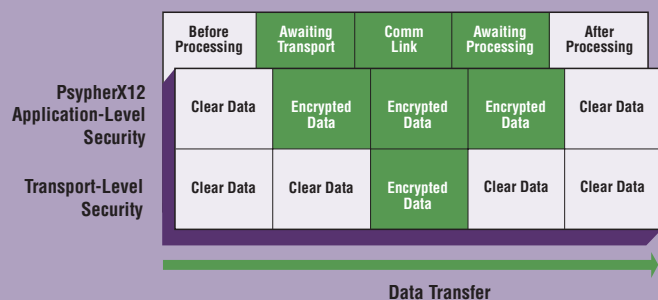 Before Processing
Awaiting Transport
Comm Link
Awaiting Processing
After Processing
PsypherX12 Application-Level Security
Clear Data
Encrypted Data
Encrypted Data
Encrypted Data
Clear Data
Transport-Level Security
Clear Data
Clear Data
Encrypted Data
Clear Data
Clear Data
Data Transfer